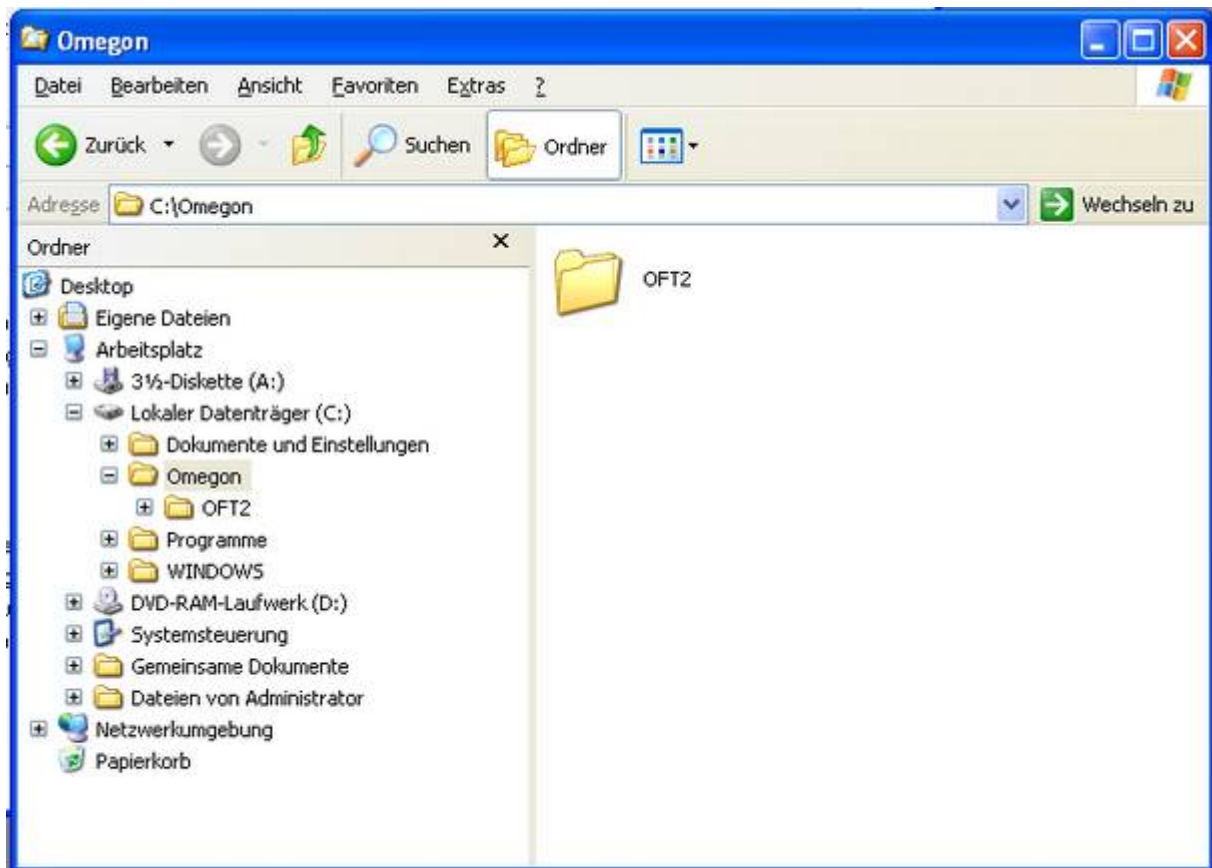 Omegon
Datei Bearbeiten Ansicht Favoriten Extras ?
Zurück Suchen Ordner
Adresse C:\Omegon Wechseln zu
Ordner
Desktop
Eigene Dateien
Arbeitsplatz
3½-Diskette (A:)
Lokaler Datenträger (C:)
Dokumente und Einstellungen
Omegon
OFT2
Programme
WINDOWS
DVD-RAM-Laufwerk (D:)
Systemsteuerung
Gemeinsame Dokumente
Dateien von Administrator
Netzwerkumgebung
Papierkorb
OFT2